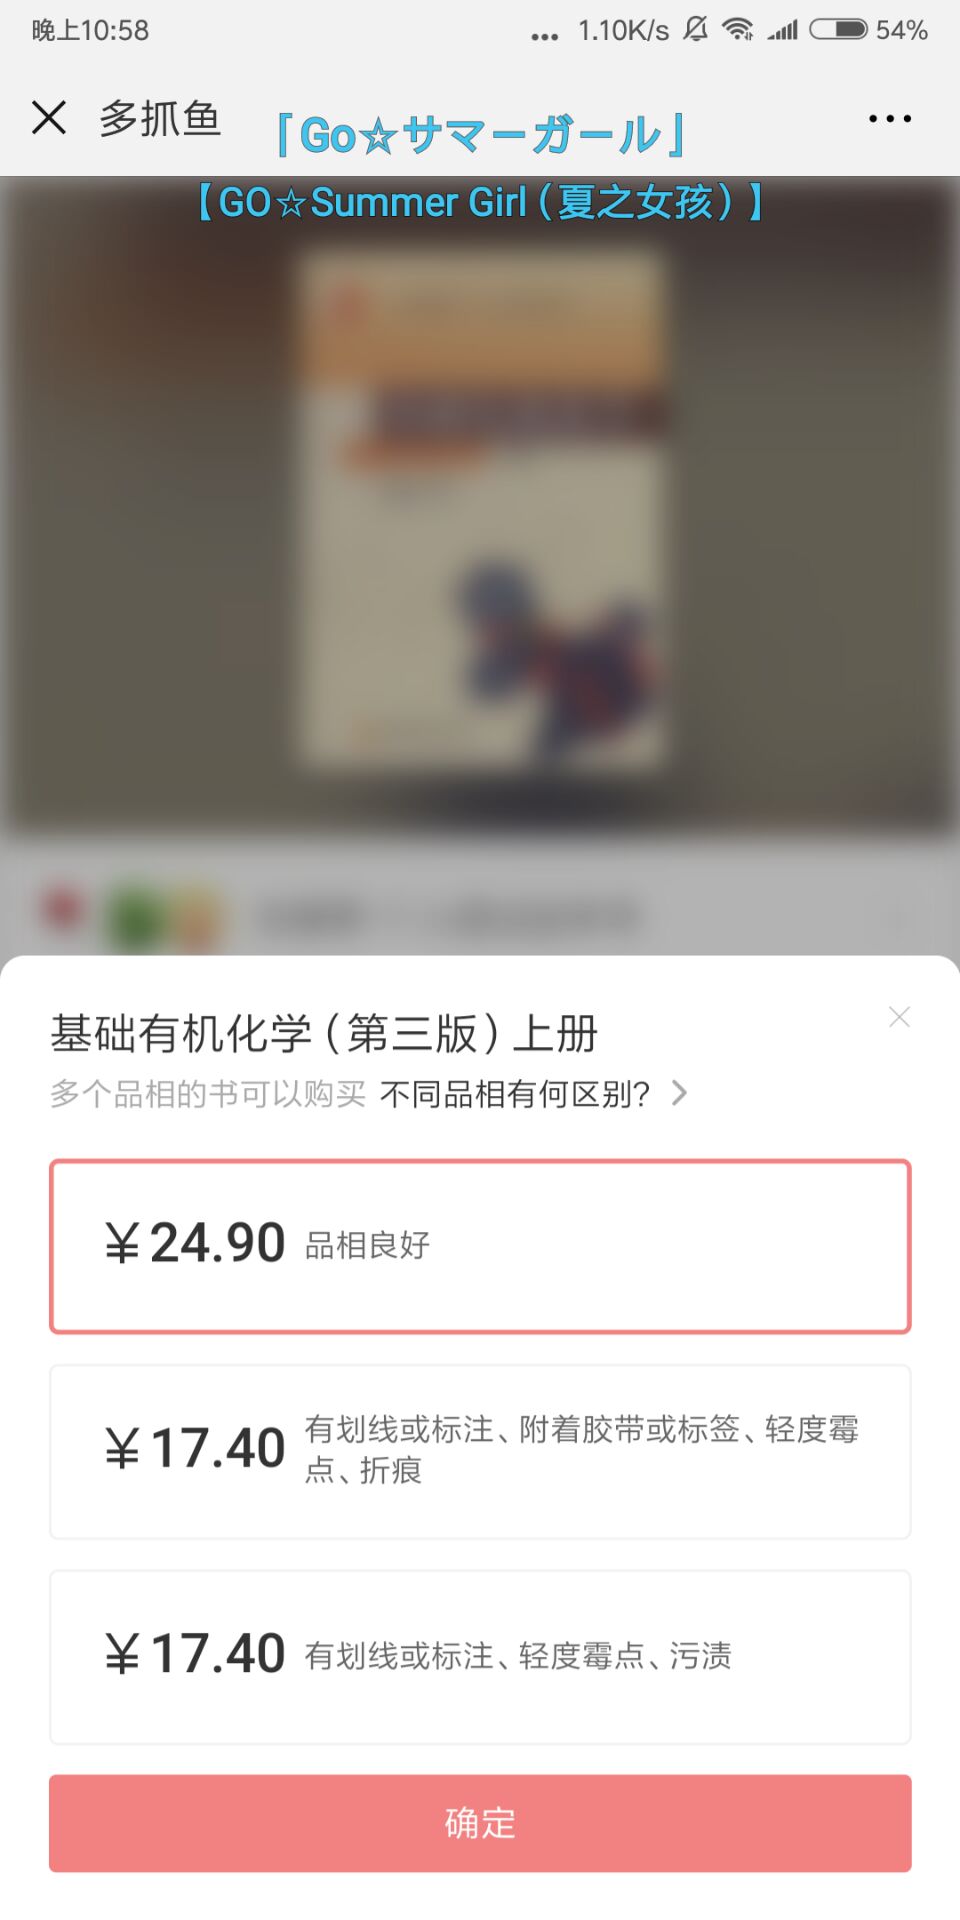 晚上10:58
... 1.10K/s 54%
多抓鱼
「Go☆サマーガール」
【GO☆Summer Girl（夏之女孩）】
基础有机化学（第三版）上册
多个品相的书可以购买 不同品相有何区别？
￥24.90 品相良好
￥17.40 有划线或标注、附着胶带或标签、轻度霉
点、折痕
￥17.40 有划线或标注、轻度霉点、污渍
确定